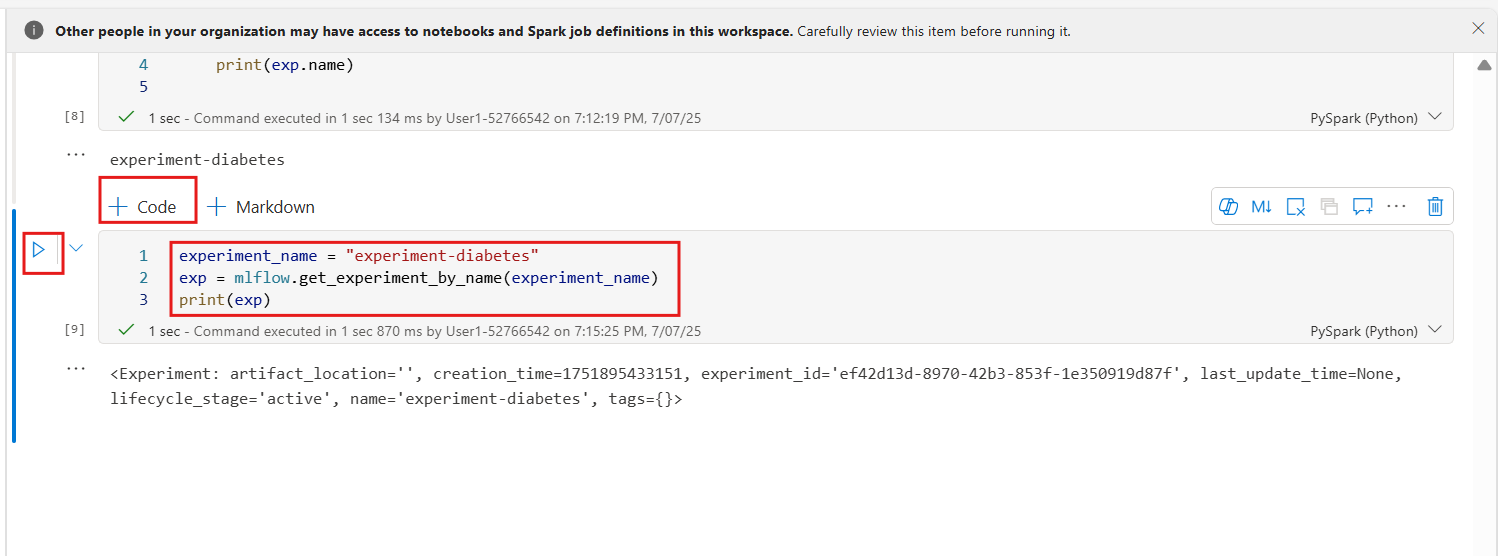 Other people in your organization may have access to notebooks and Spark job definitions in this workspace. Carefully review this item before running it.
4 print(exp.name)
5
[8] 1 sec - Command executed in 1 sec 134 ms by User1-52766542 on 7:12:19 PM, 7/07/25 PySpark (Python)
... experiment-diabetes
+ Code + Markdown M↓ ...
1 experiment_name = "experiment-diabetes"
2 exp = mlflow.get_experiment_by_name(experiment_name)
3 print(exp)
[9] 1 sec - Command executed in 1 sec 870 ms by User1-52766542 on 7:15:25 PM, 7/07/25 PySpark (Python)
... <Experiment: artifact_location='', creation_time=1751895433151, experiment_id='ef42d13d-8970-42b3-853f-1e350919d87f', last_update_time=None,
lifecycle_stage='active', name='experiment-diabetes', tags={}>